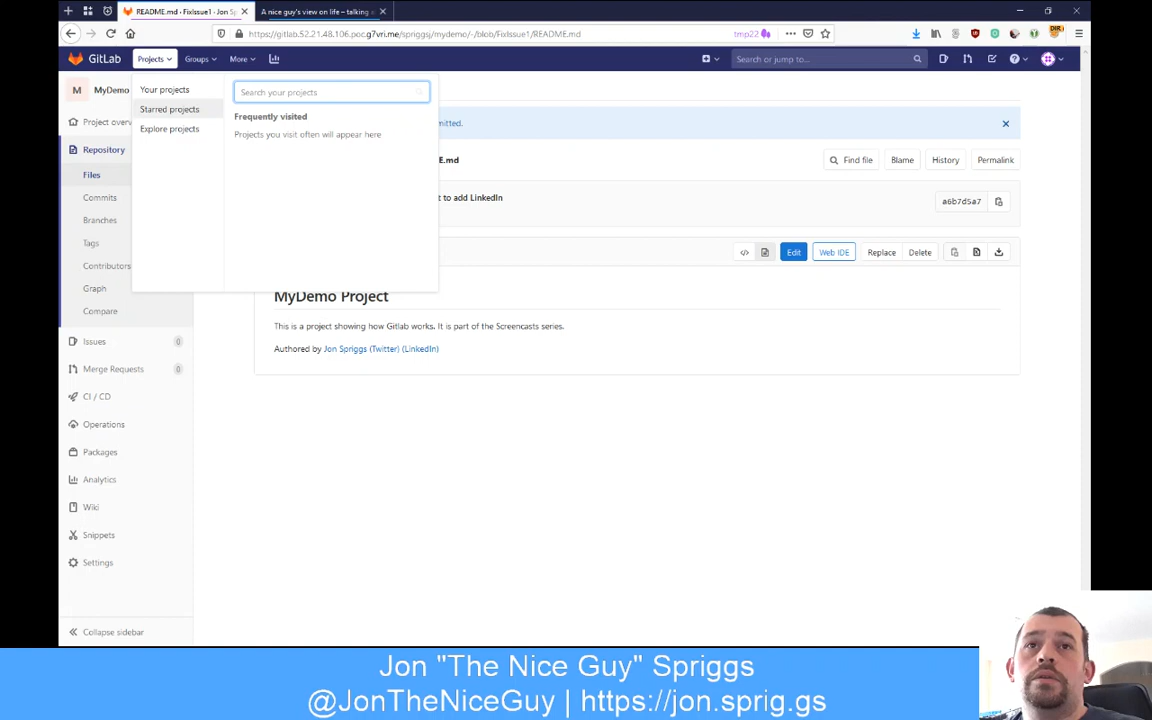 README.md · FixIssue1 · Jon Sp
A nice guy's view on life ~ talking
https://gitlab.52.21.48.106.poc.g7vri.me/spriggsj/mydemo/-/blob/FixIssue1/README.md
tmp22
DIR
GitLab
Projects
Groups
More
Search or jump to...
M
MyDemo
Your projects
Starred projects
Explore projects
Search your projects
Frequently visited
Projects you visit often will appear here
mitted.
Project overv
Repository
Files
Commits
Branches
Tags
Contributors
Graph
Compare
Issues
0
Merge Requests
0
CI / CD
Operations
Packages
Analytics
Wiki
Snippets
Settings
Collapse sidebar
E.md
Find file
Blame
History
Permalink
t to add LinkedIn
a6b7d5a7
Edit
Web IDE
Replace
Delete
MyDemo Project
This is a project showing how Gitlab works. It is part of the Screencasts series.
Authored by Jon Spriggs (Twitter) (LinkedIn)
Jon "The Nice Guy" Spriggs
@JonTheNiceGuy | https://jon.sprig.gs